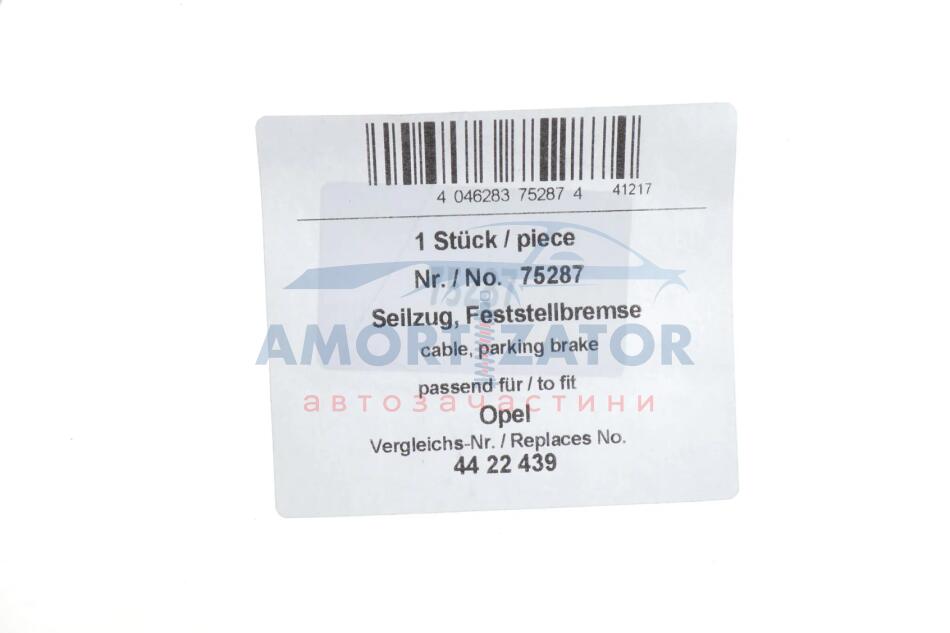 4 046283 75287 4 41217
1 Stück / piece
Nr. / No. 75287
Seilzug, Feststellbremse
AMORTIZATOR
cable, parking brake
passend für / to fit
автозачастини
Opel
Vergleichs-Nr. / Replaces No.
44 22 439